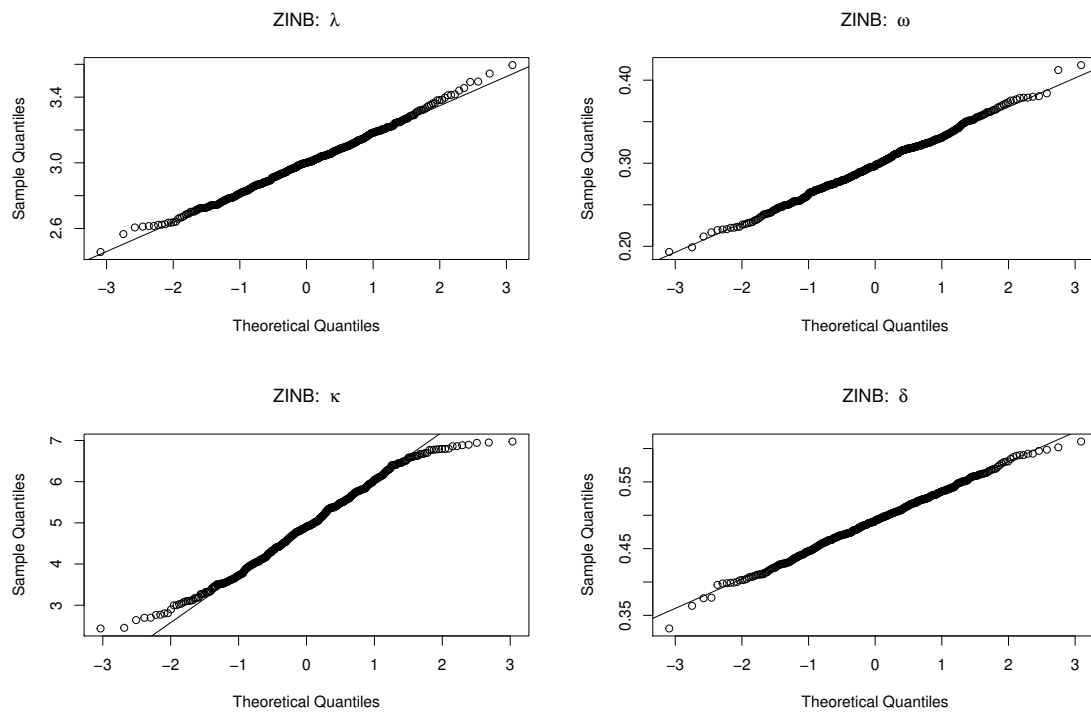 ZINB: λ
Sample Quantiles
3.4
3.0
2.6
−3 −2 −1 0 1 2 3
Theoretical Quantiles
ZINB: ω
Sample Quantiles
0.40
0.30
0.20
−3 −2 −1 0 1 2 3
Theoretical Quantiles
ZINB: κ
Sample Quantiles
7
6
5
4
3
−3 −2 −1 0 1 2 3
Theoretical Quantiles
ZINB: δ
Sample Quantiles
0.55
0.45
0.35
−3 −2 −1 0 1 2 3
Theoretical Quantiles